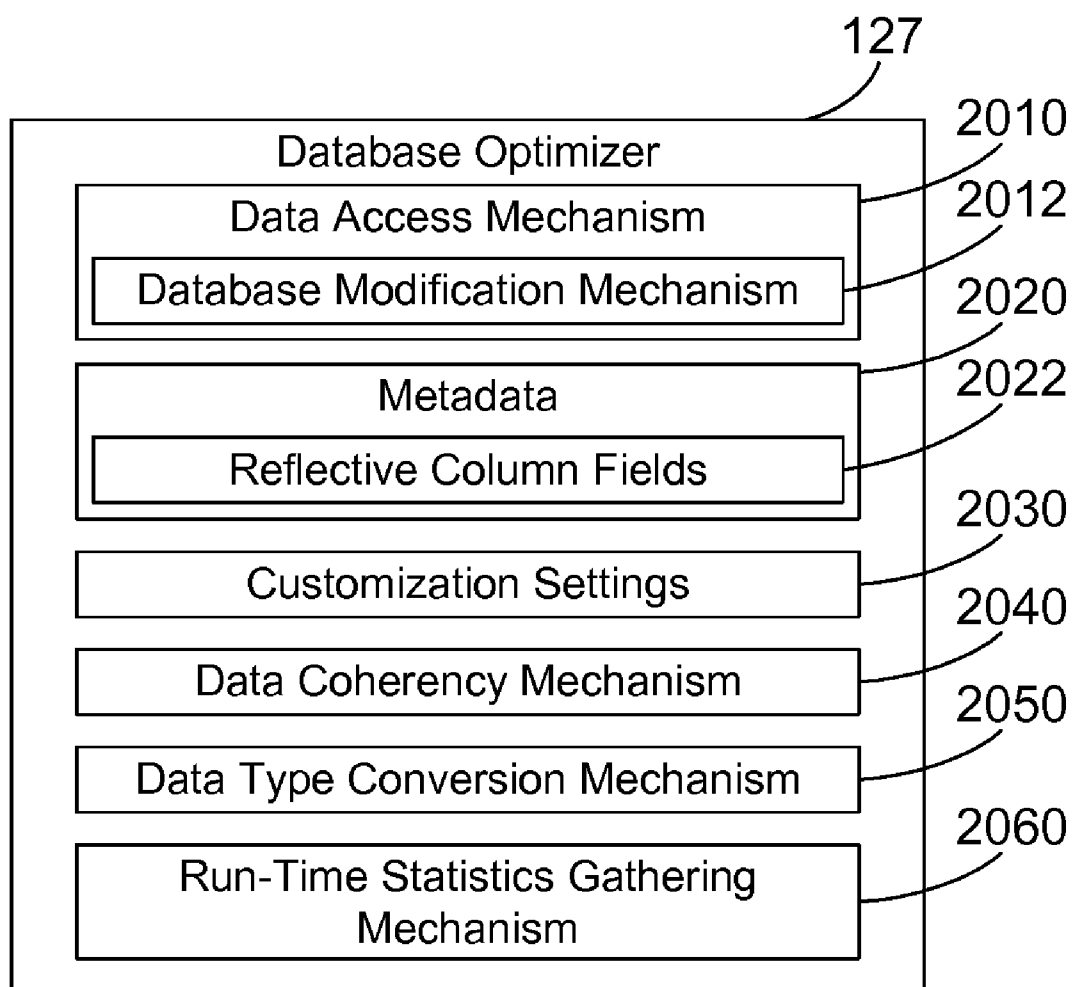 127
Database Optimizer
2010
Data Access Mechanism
2012
Database Modification Mechanism
2020
Metadata
2022
Reflective Column Fields
2030
Customization Settings
2040
Data Coherency Mechanism
2050
Data Type Conversion Mechanism
2060
Run-Time Statistics Gathering
Mechanism